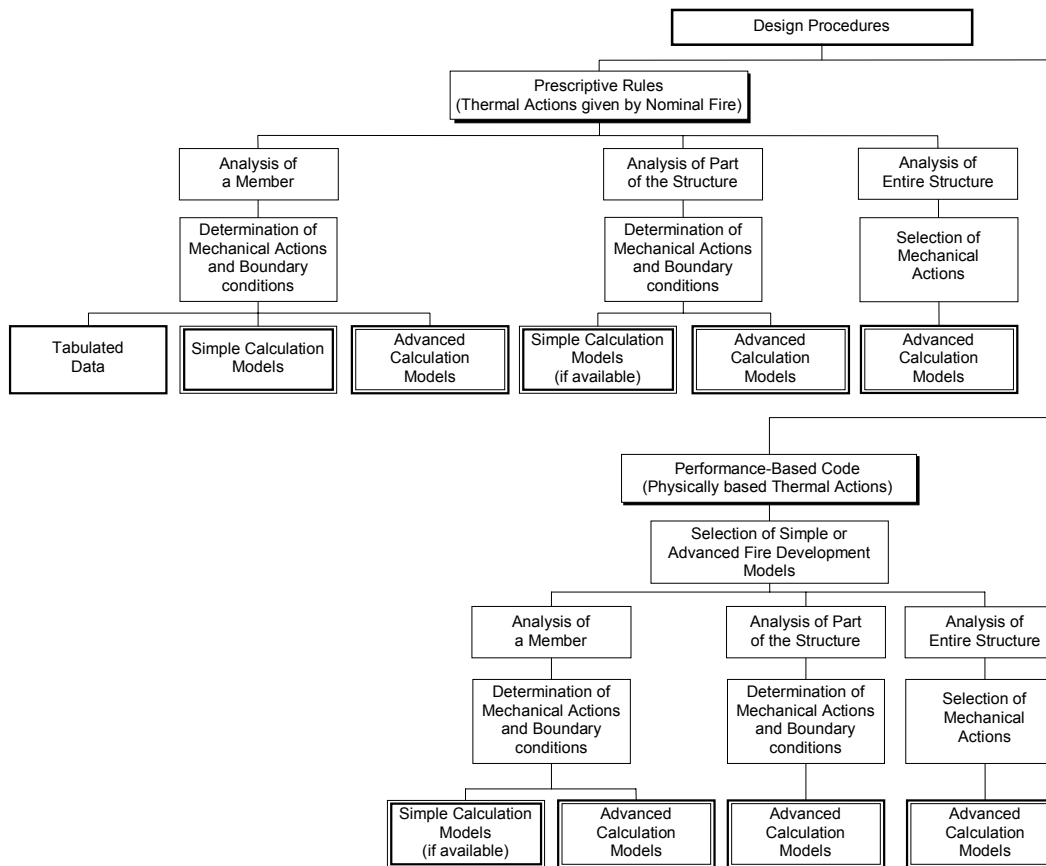 Design Procedures
Prescriptive Rules
(Thermal Actions given by Nominal Fire)
Analysis of
a Member
Analysis of Part
of the Structure
Analysis of
Entire Structure
Determination of
Mechanical Actions
and Boundary
conditions
Determination of
Mechanical Actions
and Boundary
conditions
Selection of
Mechanical
Actions
Tabulated
Data
Simple Calculation
Models
Advanced
Calculation
Models
Simple Calculation
Models
(if available)
Advanced
Calculation
Models
Advanced
Calculation
Models
Performance-Based Code
(Physically based Thermal Actions)
Selection of Simple or
Advanced Fire Development
Models
Analysis of
a Member
Analysis of Part
of the Structure
Analysis of
Entire Structure
Determination of
Mechanical Actions
and Boundary
conditions
Determination of
Mechanical Actions
and Boundary
conditions
Selection of
Mechanical
Actions
Simple Calculation
Models
(if available)
Advanced
Calculation
Models
Advanced
Calculation
Models
Advanced
Calculation
Models